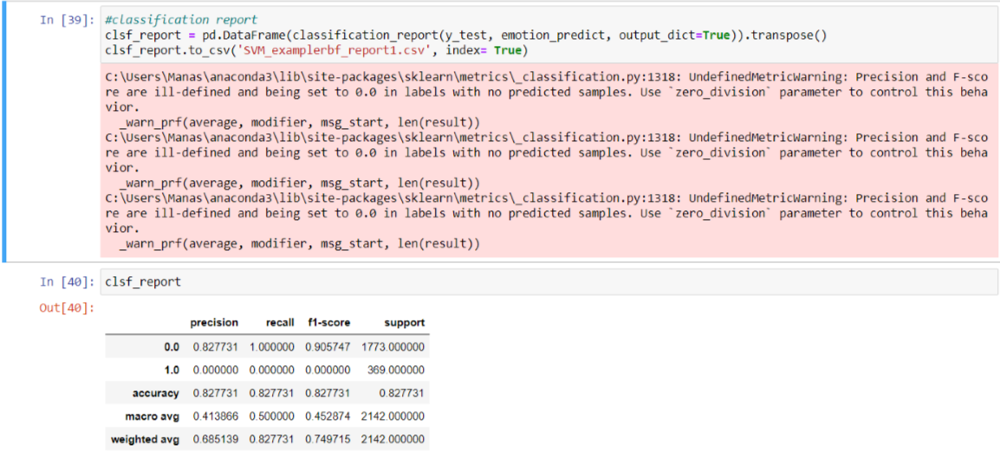 In [39]: #classification report
clsf_report = pd.DataFrame(classification_report(y_test, emotion_predict, output_dict=True)).transpose()
clsf_report.to_csv('SVM_examplerbf_report1.csv', index= True)
C:\Users\Manas\anaconda3\lib\site-packages\sklearn\metrics\_classification.py:1318: UndefinedMetricWarning: Precision and F-sco
re are ill-defined and being set to 0.0 in labels with no predicted samples. Use `zero_division` parameter to control this beha
vior.
  _warn_prf(average, modifier, msg_start, len(result))
C:\Users\Manas\anaconda3\lib\site-packages\sklearn\metrics\_classification.py:1318: UndefinedMetricWarning: Precision and F-sco
re are ill-defined and being set to 0.0 in labels with no predicted samples. Use `zero_division` parameter to control this beha
vior.
  _warn_prf(average, modifier, msg_start, len(result))
C:\Users\Manas\anaconda3\lib\site-packages\sklearn\metrics\_classification.py:1318: UndefinedMetricWarning: Precision and F-sco
re are ill-defined and being set to 0.0 in labels with no predicted samples. Use `zero_division` parameter to control this beha
vior.
  _warn_prf(average, modifier, msg_start, len(result))
In [40]: clsf_report
Out[40]:
precision recall f1-score support
0.0 0.827731 1.000000 0.905747 1773.000000
1.0 0.000000 0.000000 0.000000 369.000000
accuracy 0.827731 0.827731 0.827731 0.827731
macro avg 0.413866 0.500000 0.452874 2142.000000
weighted avg 0.685139 0.827731 0.749715 2142.000000